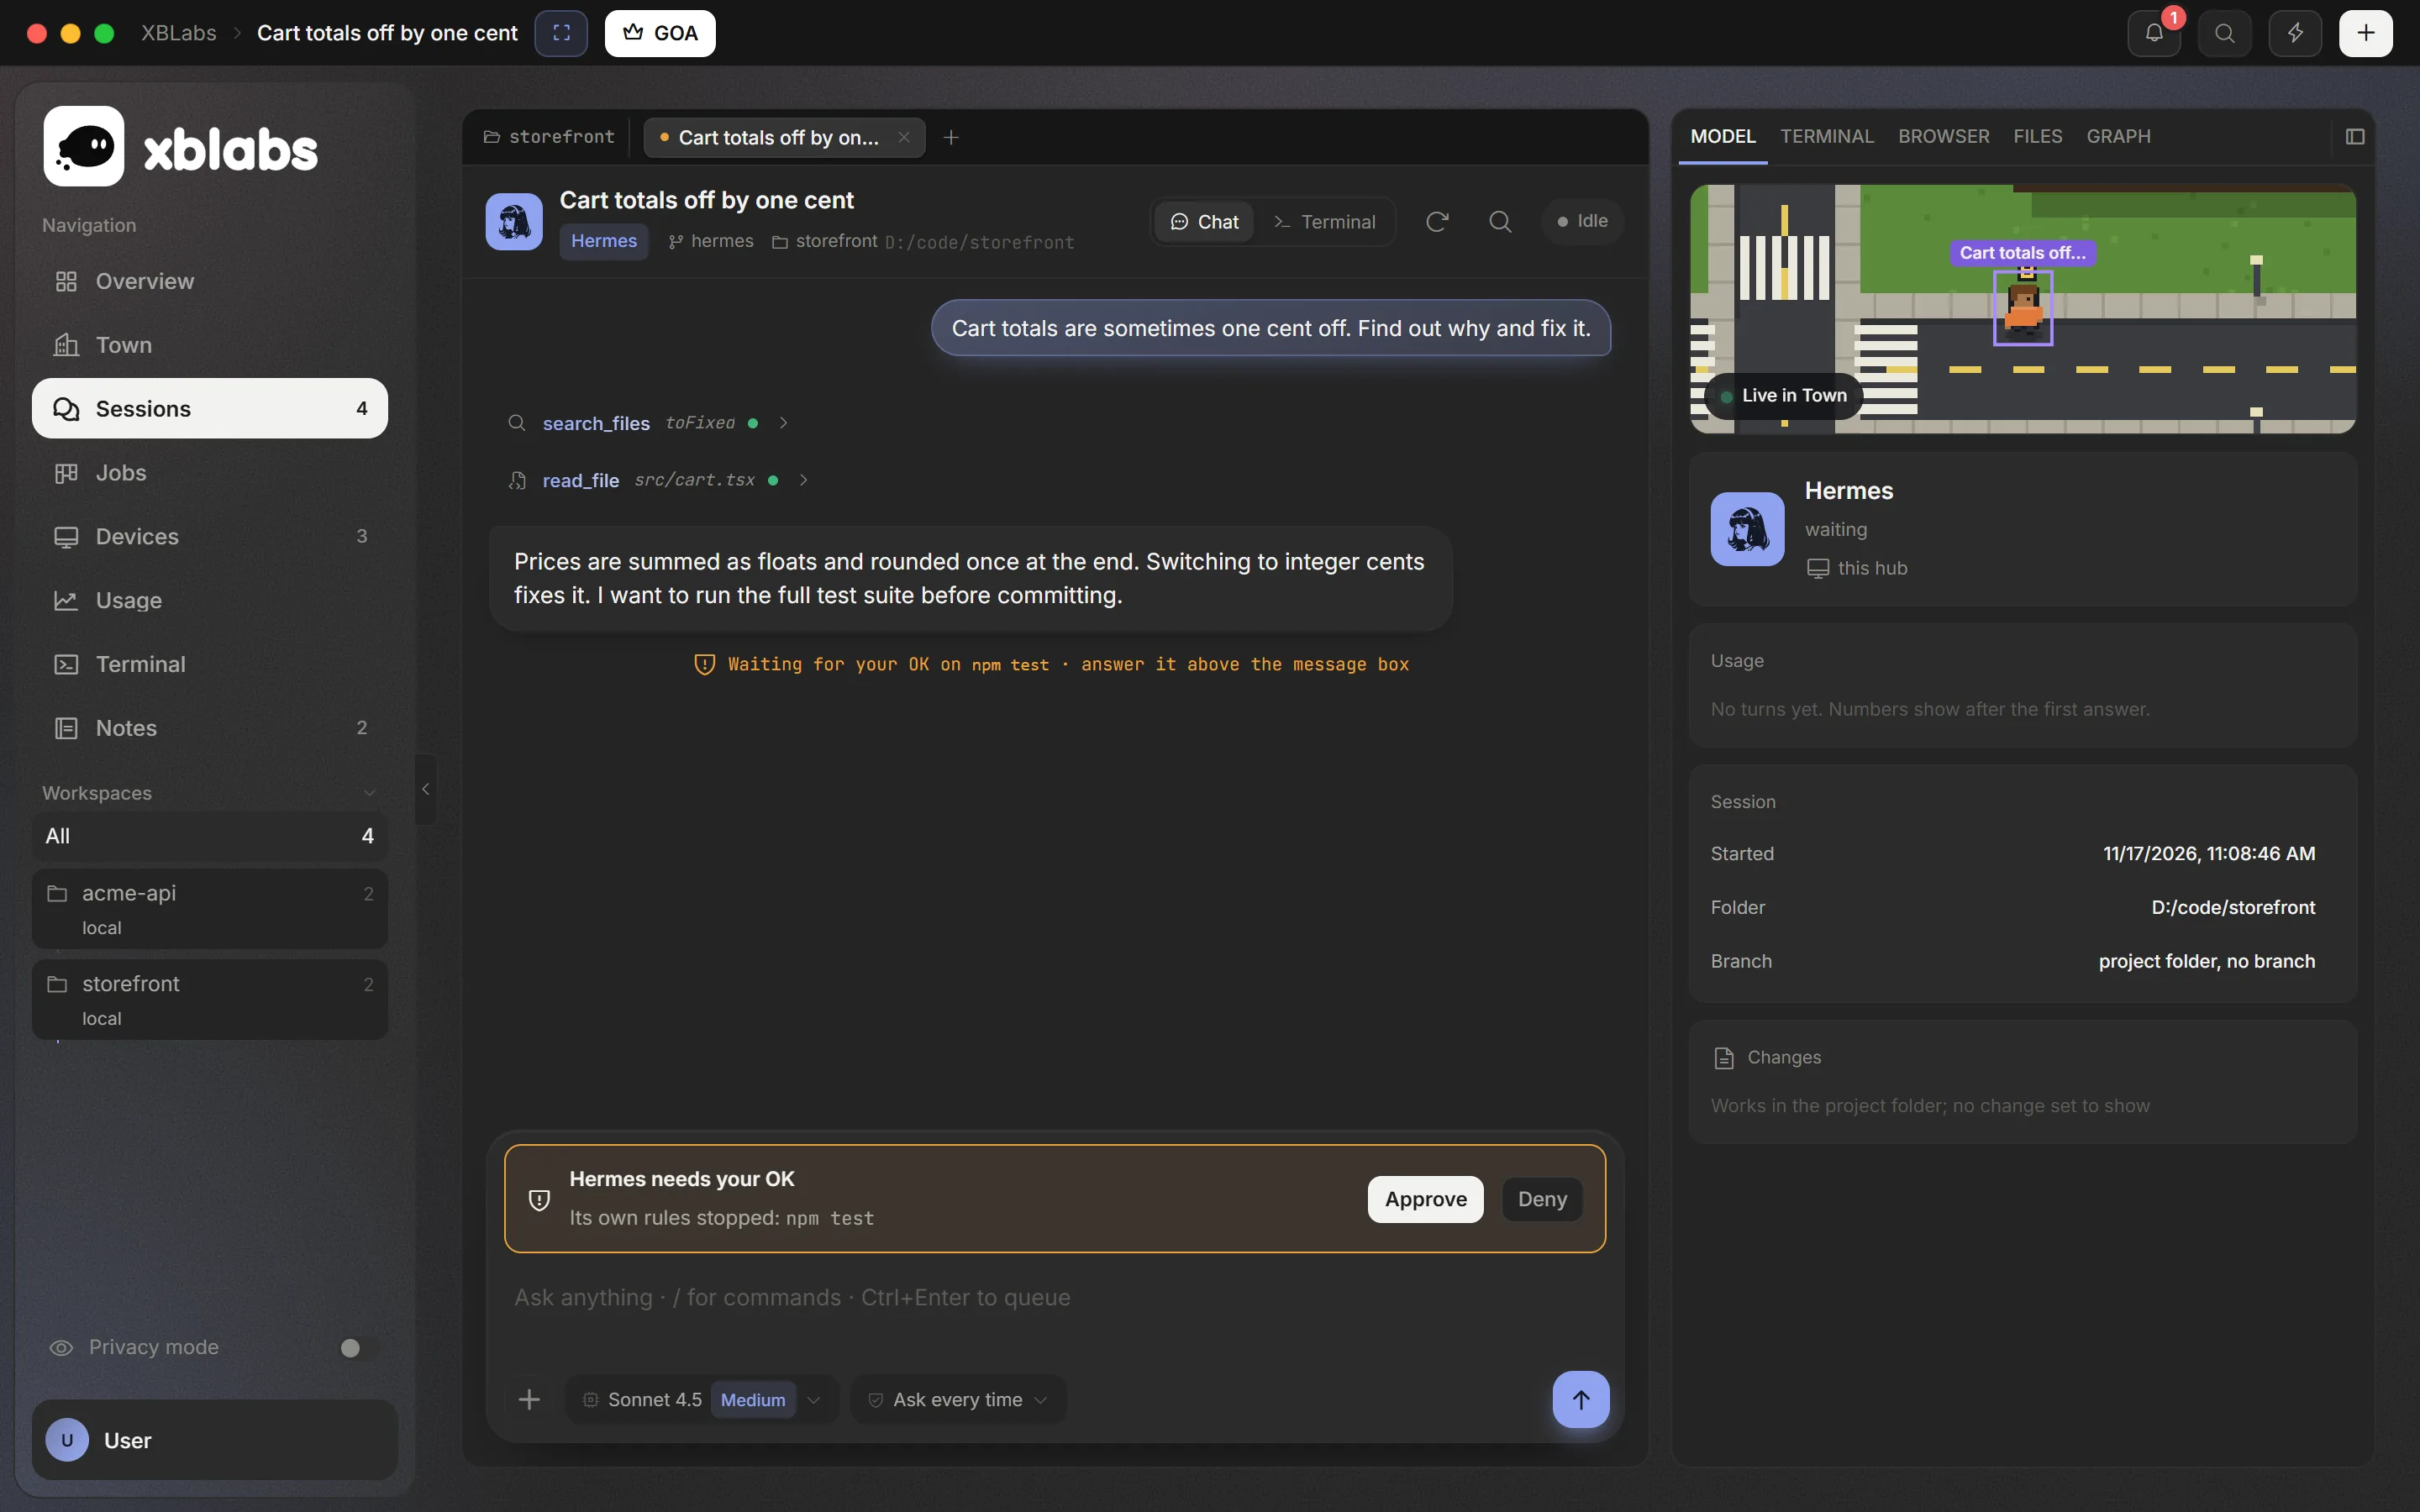 XBLabs
Cart totals off by one cent
GOA
1
xblabs
Navigation
Overview
Town
Sessions 4
Jobs
Devices 3
Usage
Terminal
Notes 2
Workspaces
All 4
acme-api 2
local
storefront 2
local
Privacy mode
U User
storefront
Cart totals off by on...
Cart totals off by one cent
Hermes hermes storefront D:/code/storefront
Chat Terminal
Idle
Cart totals are sometimes one cent off. Find out why and fix it.
search_files toFixed
read_file src/cart.tsx
Prices are summed as floats and rounded once at the end. Switching to integer cents
fixes it. I want to run the full test suite before committing.
Waiting for your OK on npm test · answer it above the message box
Hermes needs your OK
Its own rules stopped: npm test
Approve Deny
Ask anything · / for commands · Ctrl+Enter to queue
Sonnet 4.5 Medium
Ask every time
MODEL TERMINAL BROWSER FILES GRAPH
Cart totals off...
Live in Town
Hermes
waiting
this hub
Usage
No turns yet. Numbers show after the first answer.
Session
Started 11/17/2026, 11:08:46 AM
Folder D:/code/storefront
Branch project folder, no branch
Changes
Works in the project folder; no change set to show